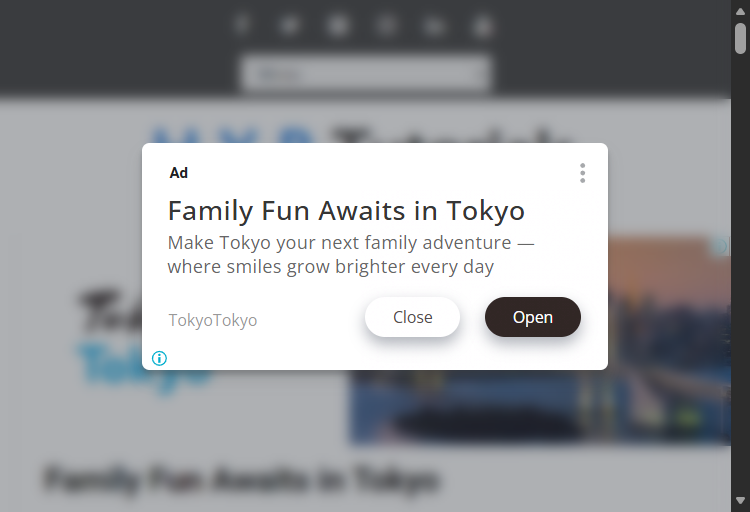 Ad
Family Fun Awaits in Tokyo
Make Tokyo your next family adventure —
where smiles grow brighter every day
TokyoTokyo
Close
Open
Tokyo
Family Fun Awaits in Tokyo